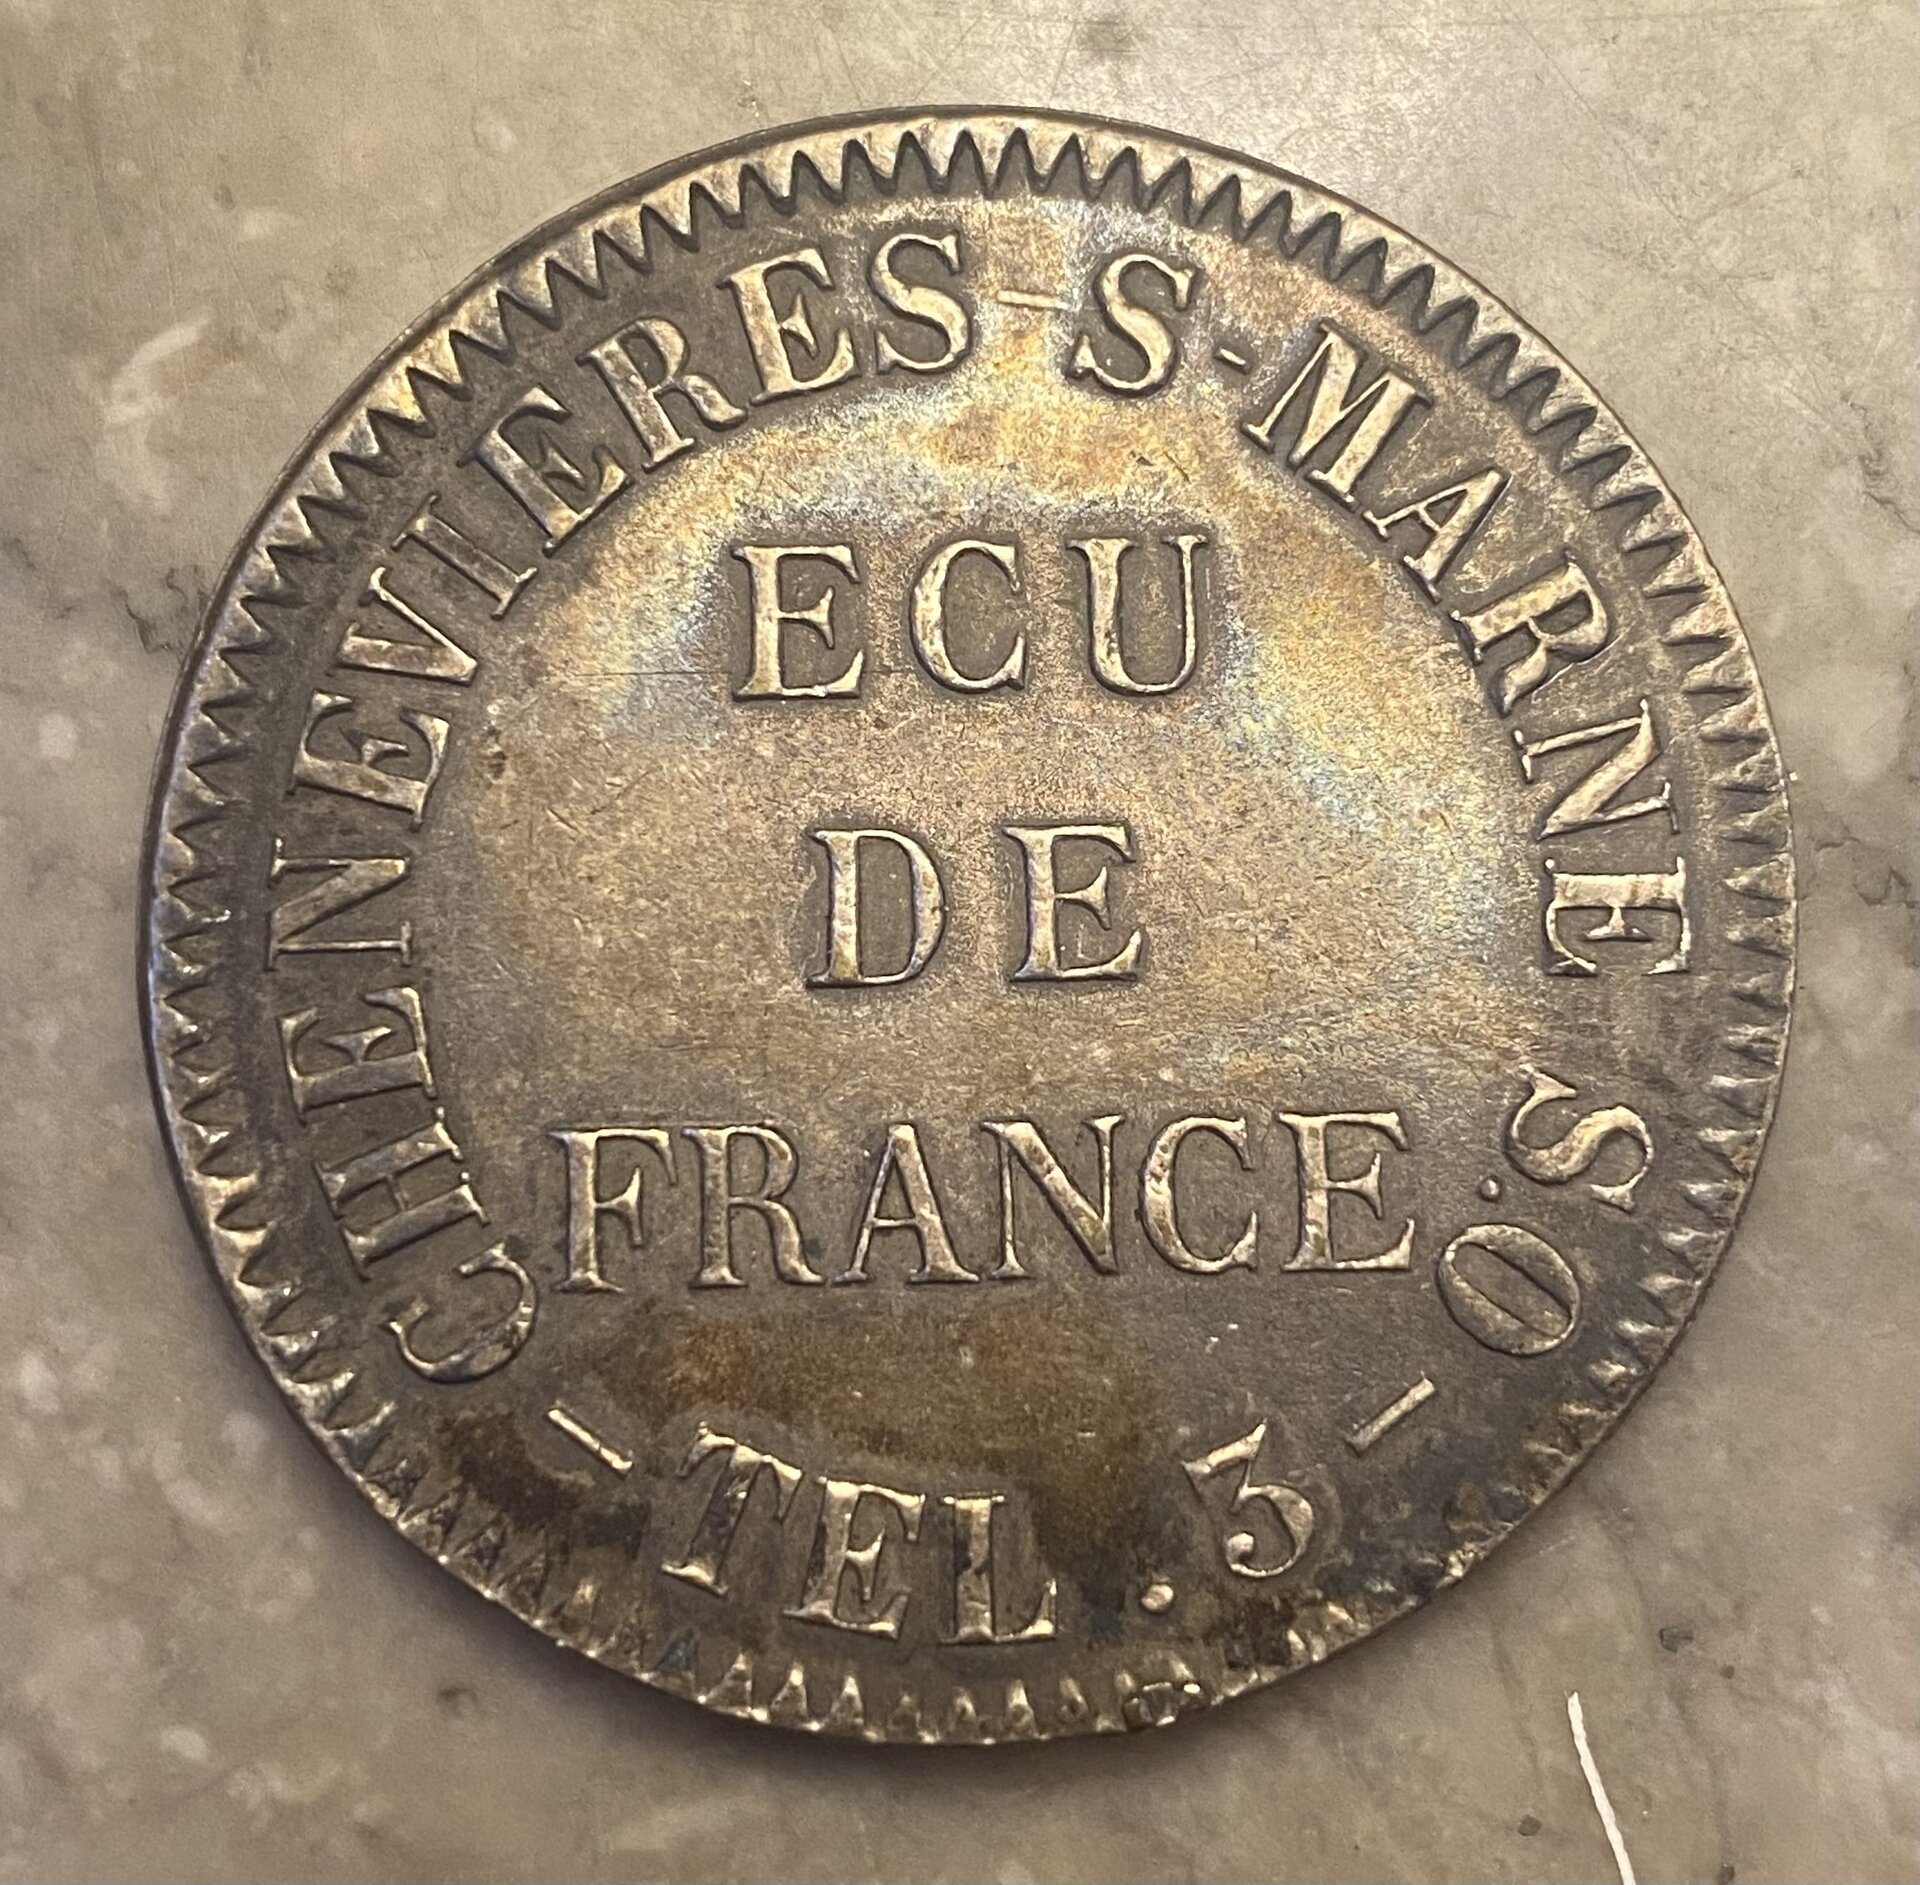 CHENEVIERES-S-MARNE S.O.
ECU
DE
FRANCE
- TEL.3 -